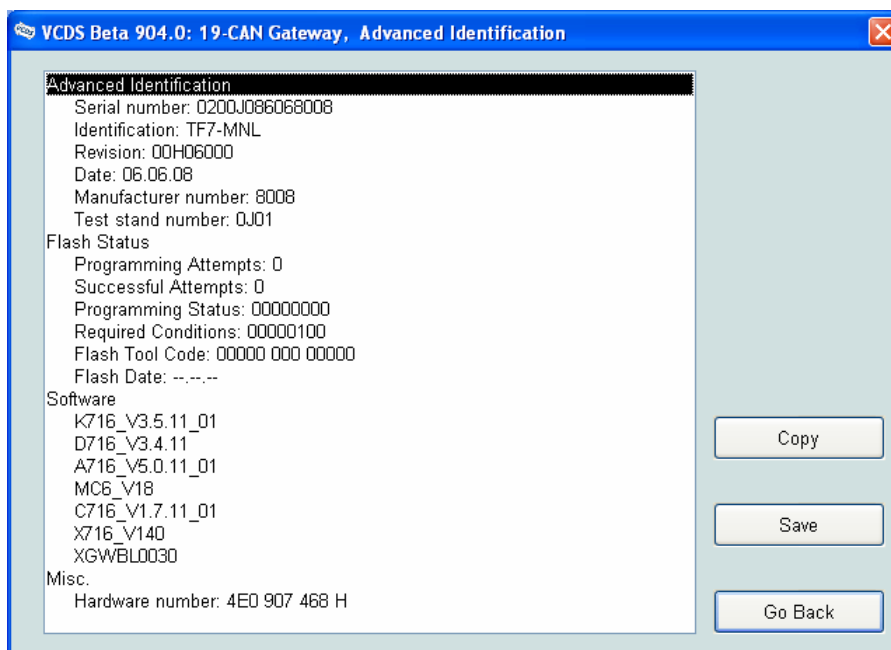 VCDS Beta 904.0: 19-CAN Gateway, Advanced Identification
Advanced Identification
Serial number: 0200J086068008
Identification: TF7-MNL
Revision: 00H06000
Date: 06.06.08
Manufacturer number: 8008
Test stand number: 0J01
Flash Status
Programming Attempts: 0
Successful Attempts: 0
Programming Status: 00000000
Required Conditions: 00000100
Flash Tool Code: 00000 000 00000
Flash Date: --.--.--
Software
K716_V3.5.11_01
D716_V3.4.11
A716_V5.0.11_01
MC6_V18
C716_V1.7.11_01
X716_V140
XGWBL0030
Misc.
Hardware number: 4E0 907 468 H
Copy
Save
Go Back